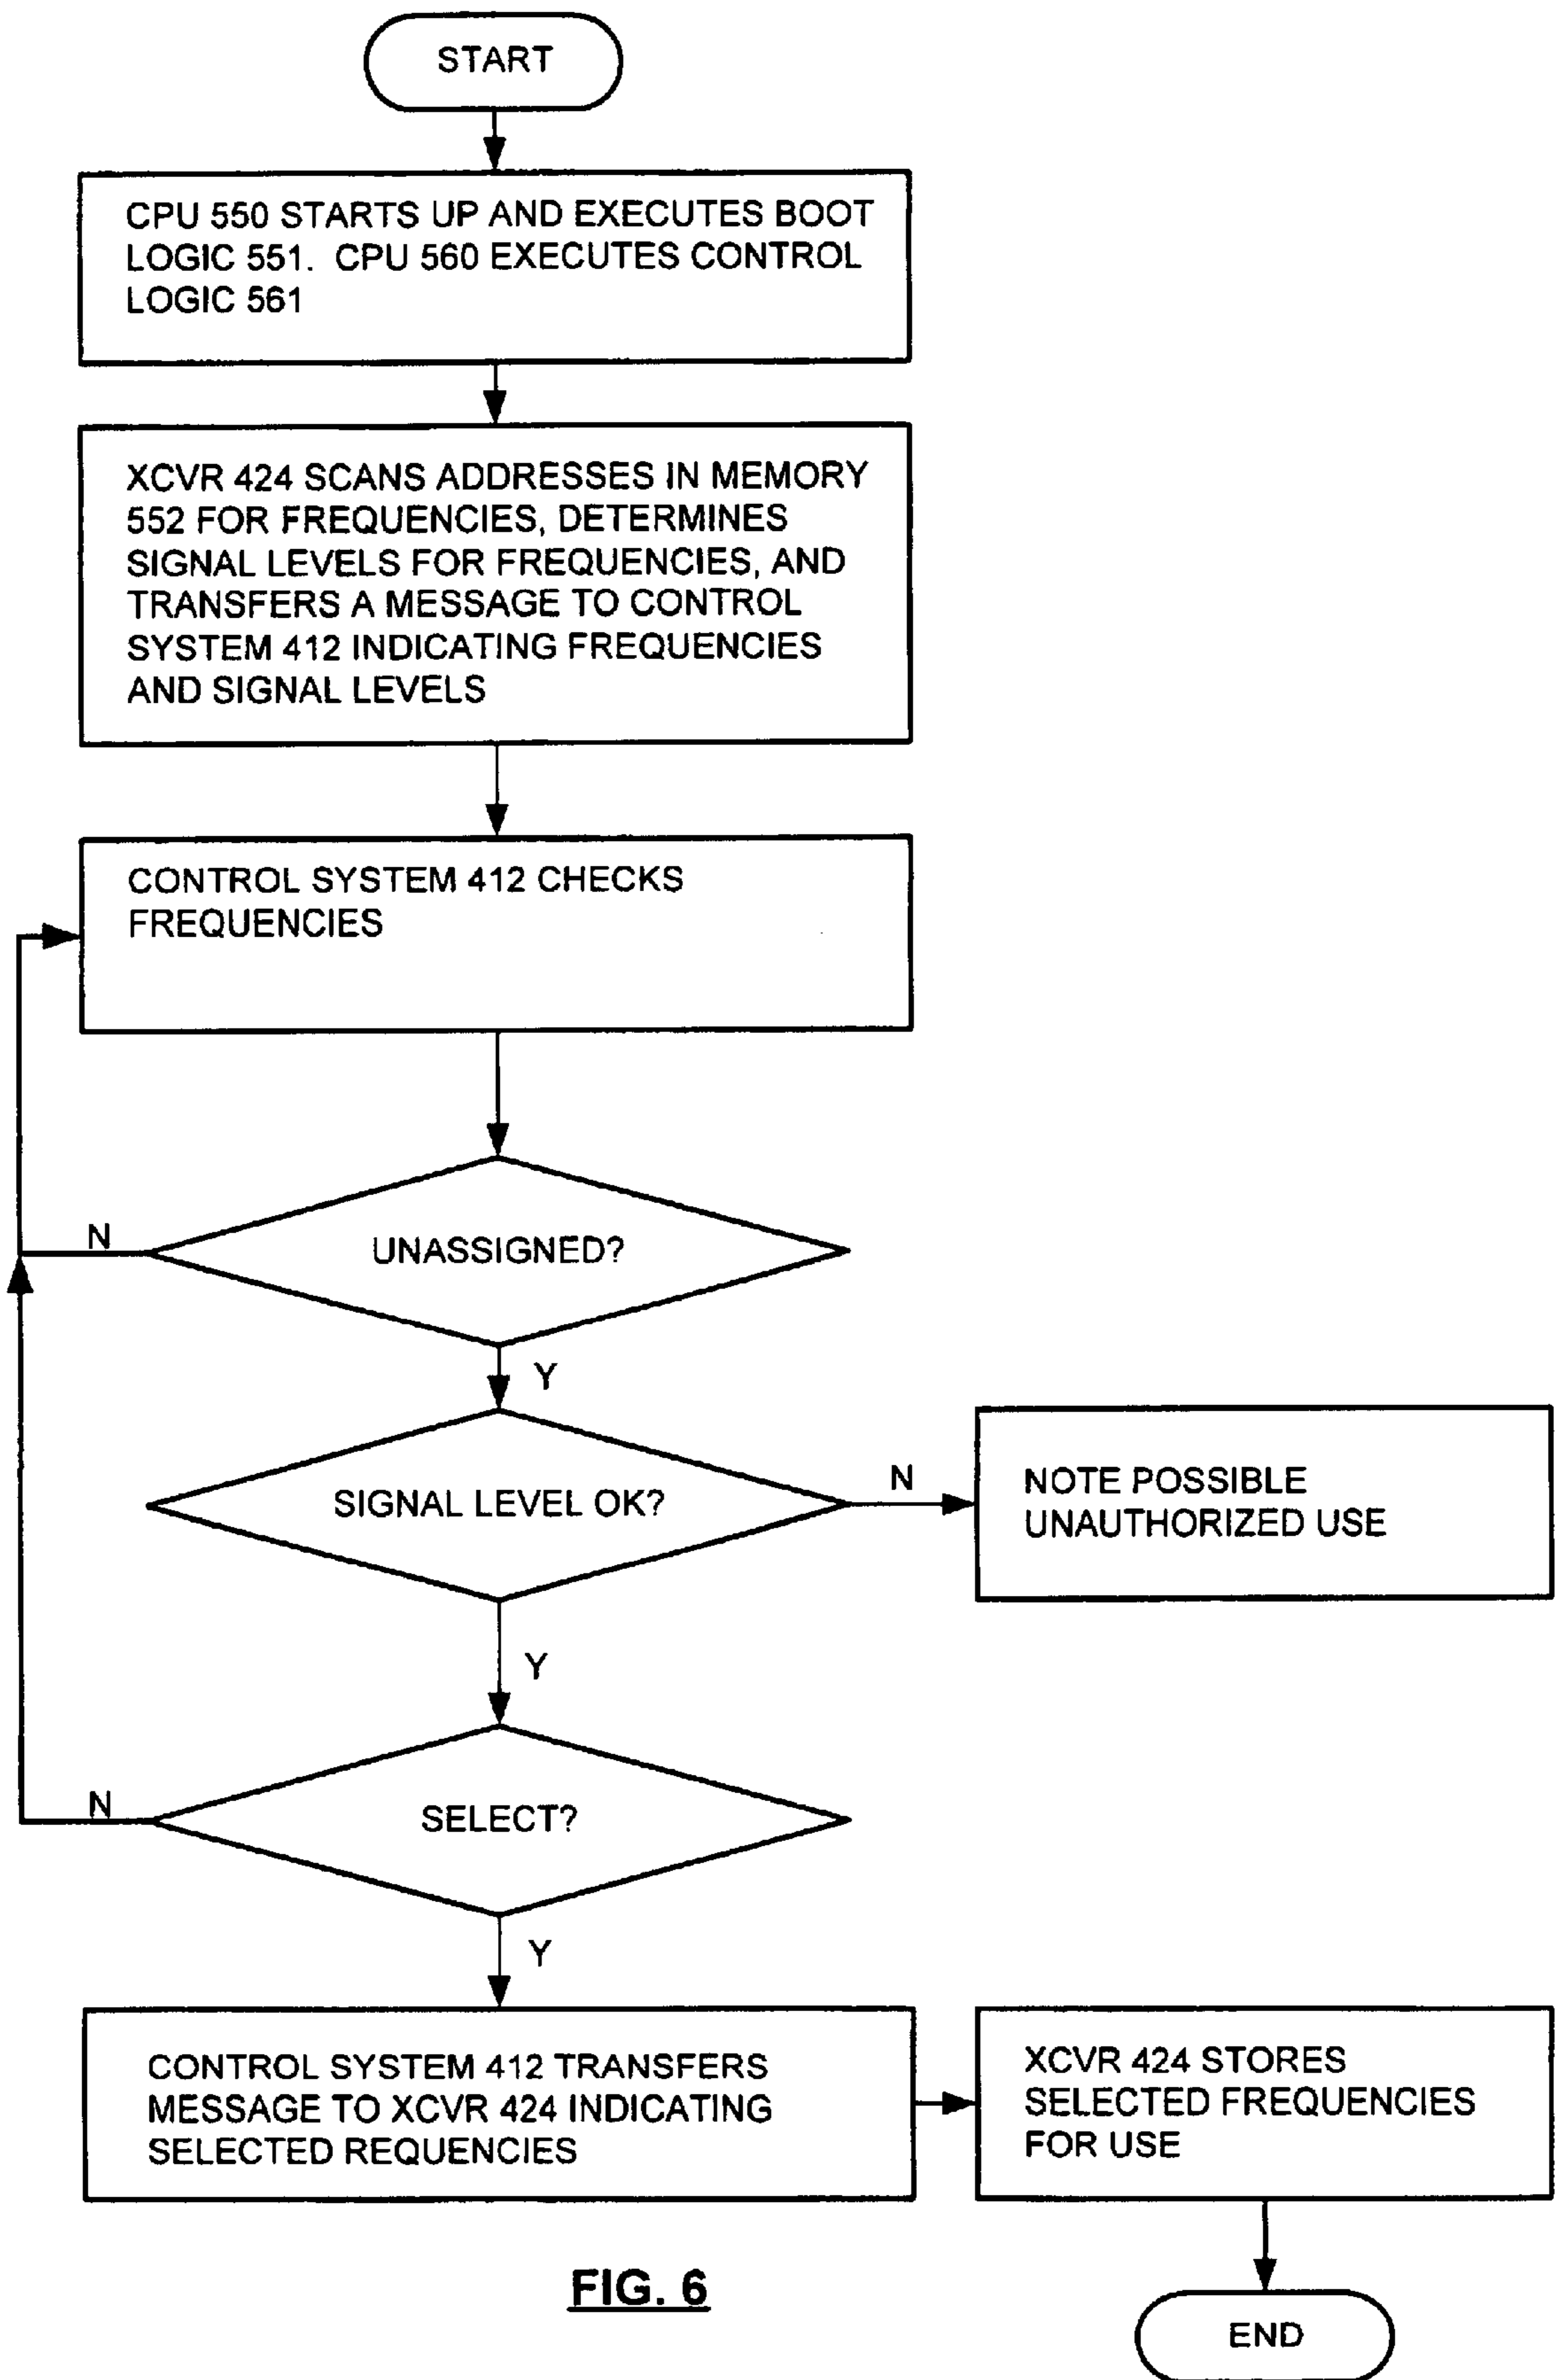 START
CPU 550 STARTS UP AND EXECUTES BOOT
LOGIC 551. CPU 560 EXECUTES CONTROL
LOGIC 561
XCVR 424 SCANS ADDRESSES IN MEMORY
552 FOR FREQUENCIES, DETERMINES
SIGNAL LEVELS FOR FREQUENCIES, AND
TRANSFERS A MESSAGE TO CONTROL
SYSTEM 412 INDICATING FREQUENCIES
AND SIGNAL LEVELS
CONTROL SYSTEM 412 CHECKS
FREQUENCIES
N
UNASSIGNED?
Y
SIGNAL LEVEL OK?
N
NOTE POSSIBLE
UNAUTHORIZED USE
Y
N
SELECT?
Y
CONTROL SYSTEM 412 TRANSFERS
MESSAGE TO XCVR 424 INDICATING
SELECTED REQUENCIES
XCVR 424 STORES
SELECTED FREQUENCIES
FOR USE
FIG. 6
END